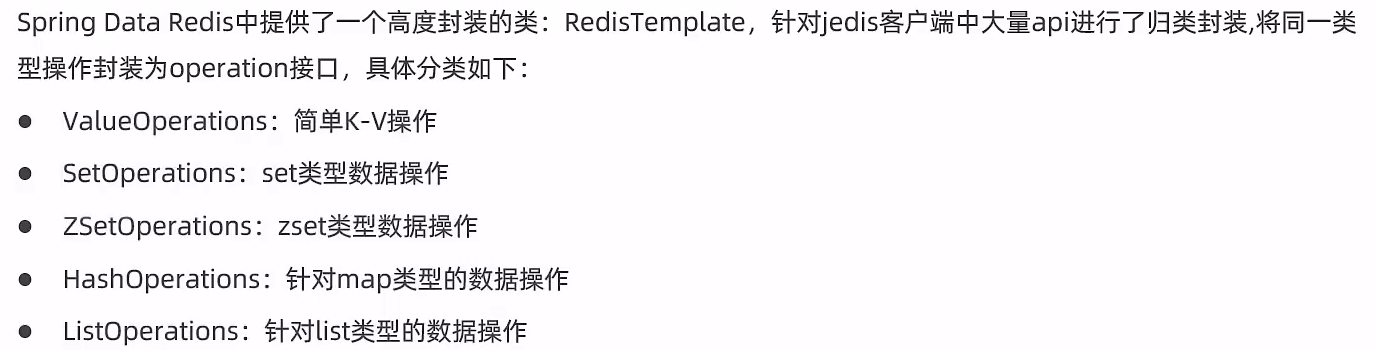 Spring Data Redis中提供了一个高度封装的类：RedisTemplate，针对jedis客户端中大量api进行了归类封装,将同一类
型操作封装为operation接口，具体分类如下：
● ValueOperations：简单K-V操作
● SetOperations：set类型数据操作
● ZSetOperations：zset类型数据操作
● HashOperations：针对map类型的数据操作
● ListOperations：针对list类型的数据操作